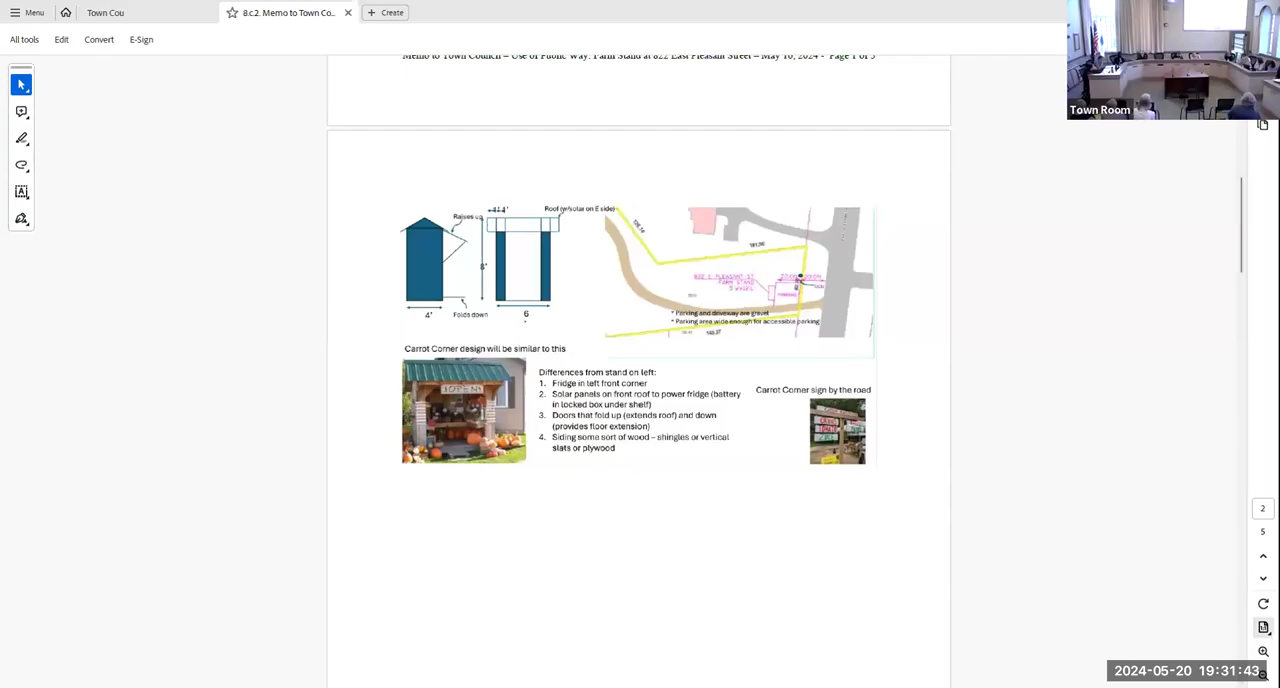 Menu
Town Cou
8.c.2. Memo to Town Co...
Create
All tools
Edit
Convert
E-Sign
Memo to Town Council – Use of Public Way: Farm Stand at 822 East Pleasant Street – May 16, 2024 - Page 1 of 5
Town Room
Raises up
Roof (w/solar on E side)
8'
4'
Folds down
6
FARM STAND
* Parking and driveway are gravel
* Parking area wide enough for accessible parking
Carrot Corner design will be similar to this
OPEN
Differences from stand on left:
1. Fridge in left front corner
2. Solar panels on front roof to power fridge (battery
in locked box under shelf)
3. Doors that fold up (extends roof) and down
(provides floor extension)
4. Siding some sort of wood – shingles or vertical
slats or plywood
Carrot Corner sign by the road
2
5
2024-05-20 19:31:43